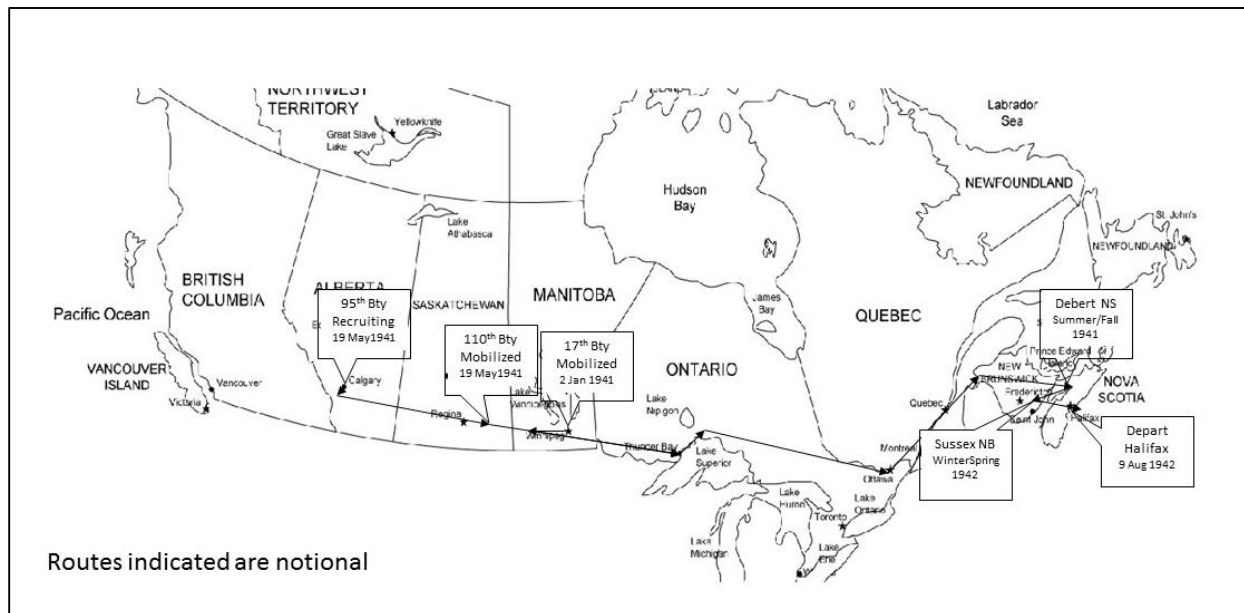 NORTHWEST
TERRITORY
Yellowknife
Great Slave
Lake
Labrador
Sea
Hudson
Bay
NEWFOUNDLAND
St. John's
NEWFOUNDLAND
Lake
Athabasca
BRITISH
COLUMBIA
ALBERTA
SASKATCHEWAN
MANITOBA
James
Bay
QUEBEC
Pacific Ocean
95th Bty
Recruiting
19 May1941
110th Bty
Mobilized
19 May1941
17th Bty
Mobilized
2 Jan 1941
Debert NS
Summer/Fall
1941
Prince Edward
VANCOUVER
ISLAND
Vancouver
Victoria
Calgary
Regina
Lake
Winnipeg
ONTARIO
Lake
Nipigon
Thunder Bay
Lake
Superior
NEW
BRUNSWICK
Fredericton
NOVA
SCOTIA
Quebec
Saint John
Halifax
Montreal
Ottawa
Sussex NB
WinterSpring
1942
Depart
Halifax
9 Aug 1942
Lake
Huron
Lake
Ontario
Toronto
Lake
Michigan
Lake
Erie
Routes indicated are notional